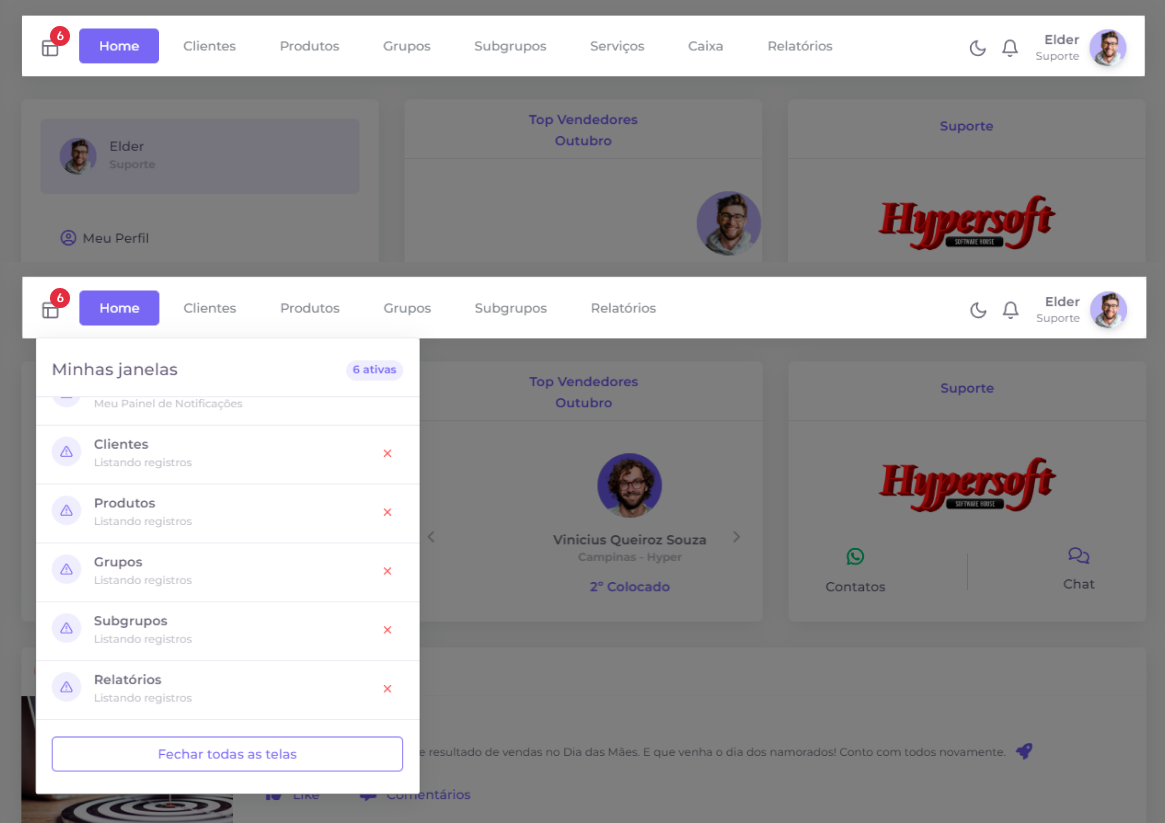 6
Home Clientes Produtos Grupos Subgrupos Serviços Caixa Relatórios
Elder
Suporte
Elder
Suporte
Meu Perfil
Top Vendedores
Outubro
Suporte
Hypersoft
SOFTWARE HOUSE
6
Home Clientes Produtos Grupos Subgrupos Relatórios
Elder
Suporte
Minhas janelas 6 ativas
Meu Painel de Notificações
Clientes
Listando registros
Produtos
Listando registros
Grupos
Listando registros
Subgrupos
Listando registros
Relatórios
Listando registros
Fechar todas as telas
Top Vendedores
Outubro
Vinicius Queiroz Souza
Campinas - Hyper
2º Colocado
Suporte
Hypersoft
SOFTWARE HOUSE
Contatos
Chat
e resultado de vendas no Dia das Mães. E que venha o dia dos namorados! Conto com todos novamente.
Like Comentários